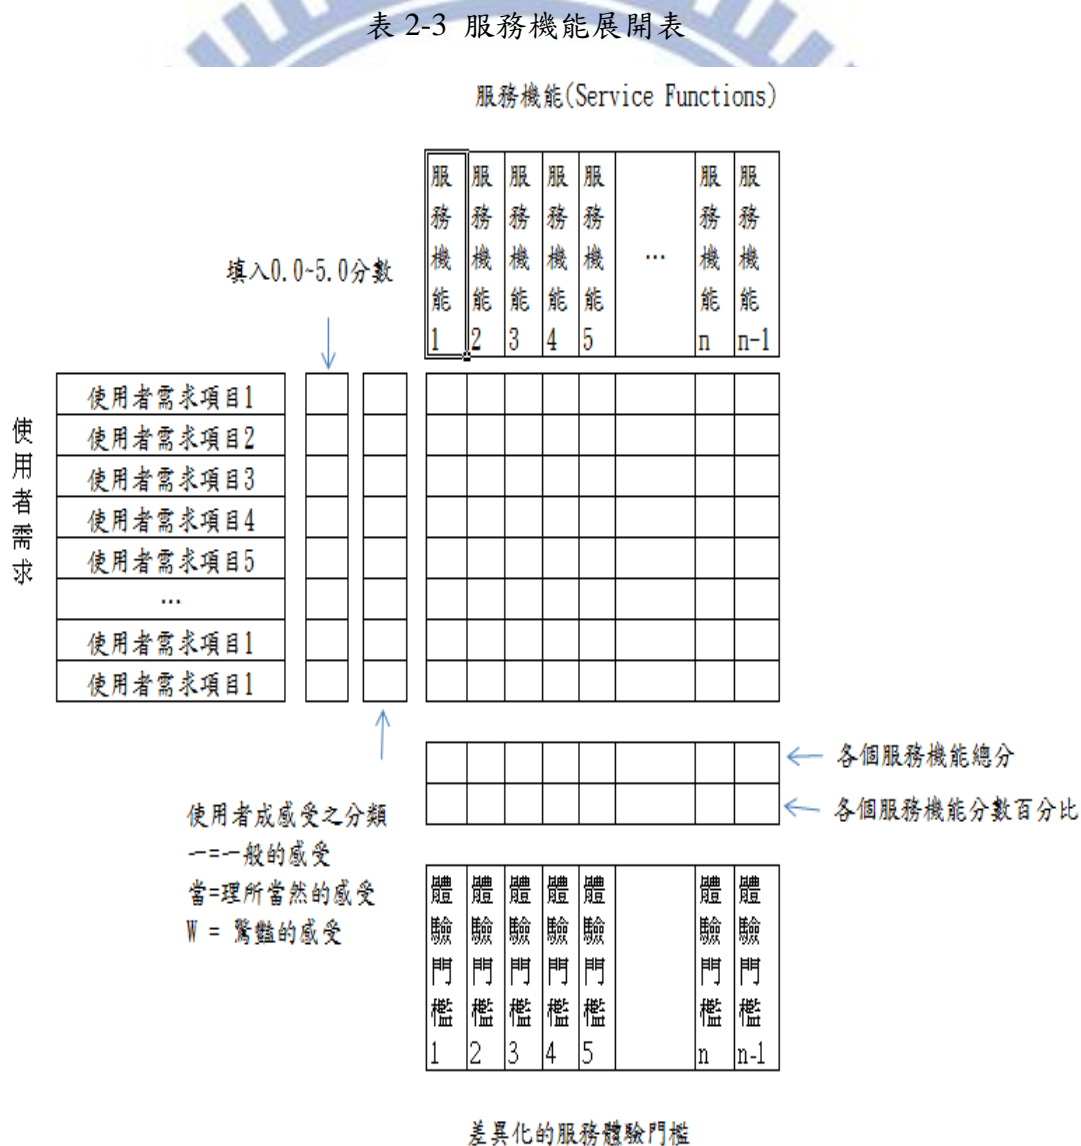 表 2-3 服務機能展開表
服務機能(Service Functions)
服務機能1
服務機能2
服務機能3
服務機能4
服務機能5
…
服務機能n
服務機能n-1
填入0.0~5.0分數
使用者需求
使用者需求項目1
使用者需求項目2
使用者需求項目3
使用者需求項目4
使用者需求項目5
…
使用者需求項目1
使用者需求項目1
各個服務機能總分
各個服務機能分數百分比
使用者成感受之分類
一=一般的感受
當=理所當然的感受
W = 驚豔的感受
體驗門檻1
體驗門檻2
體驗門檻3
體驗門檻4
體驗門檻5
體驗門檻n
體驗門檻n-1
差異化的服務體驗門檻